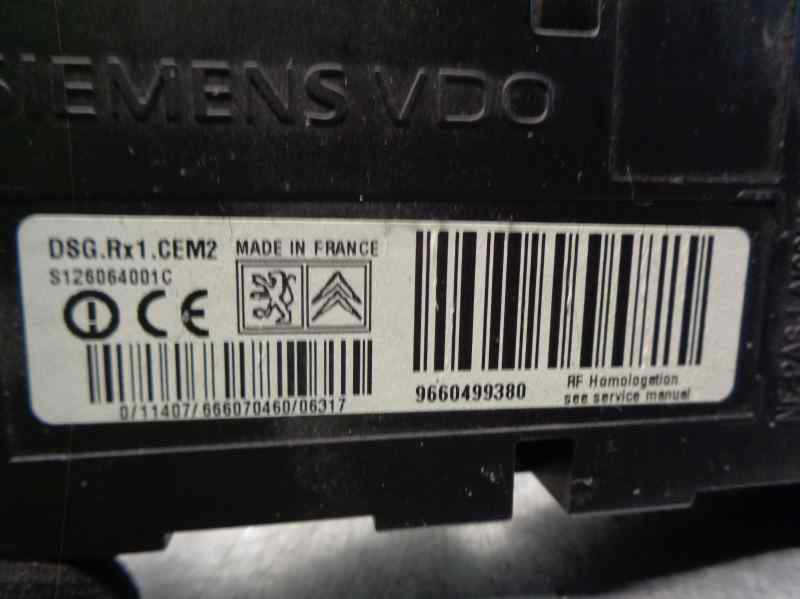 SIEMENS VDO
DSG.Rx1.CEM2
MADE IN FRANCE
S126064001C
CE
0/11407/666070460/06317
9660499380
RF Homologation
see service manual